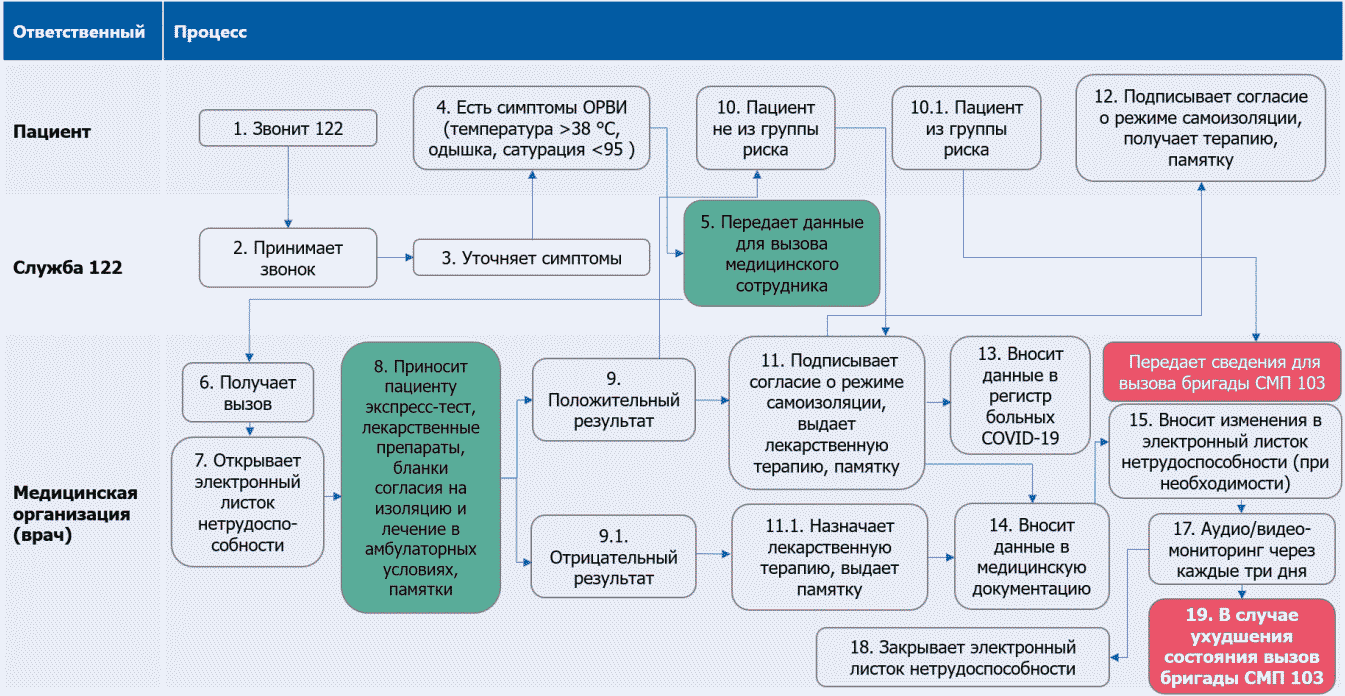 Ответственный
Процесс
Пациент
1. Звонит 122
4. Есть симптомы ОРВИ
(температура >38 °С,
одышка, сатурация <95 )
10. Пациент
не из группы
риска
10.1. Пациент
из группы
риска
12. Подписывает согласие
о режиме самоизоляции,
получает терапию,
памятку
Служба 122
2. Принимает
звонок
3. Уточняет симптомы
5. Передает данные
для вызова
медицинского
сотрудника
Медицинская
организация
(врач)
6. Получает
вызов
7. Открывает
электронный
листок
нетрудоспо-
собности
8. Приносит
пациенту
экспресс-тест,
лекарственные
препараты,
бланки
согласия на
изоляцию и
лечение в
амбулаторных
условиях,
памятки
9.
Положительный
результат
9.1.
Отрицательный
результат
11. Подписывает
согласие о режиме
самоизоляции,
выдает
лекарственную
терапию, памятку
11.1. Назначает
лекарственную
терапию, выдает
памятку
13. Вносит
данные в
регистр
больных
COVID-19
14. Вносит
данные в
медицинскую
документацию
Передает сведения для
вызова бригады СМП 103
15. Вносит изменения в
электронный листок
нетрудоспособности (при
необходимости)
17. Аудио/видео-
мониторинг через
каждые три дня
18. Закрывает электронный
листок нетрудоспособности
19. В случае
ухудшения
состояния вызов
бригады СМП 103